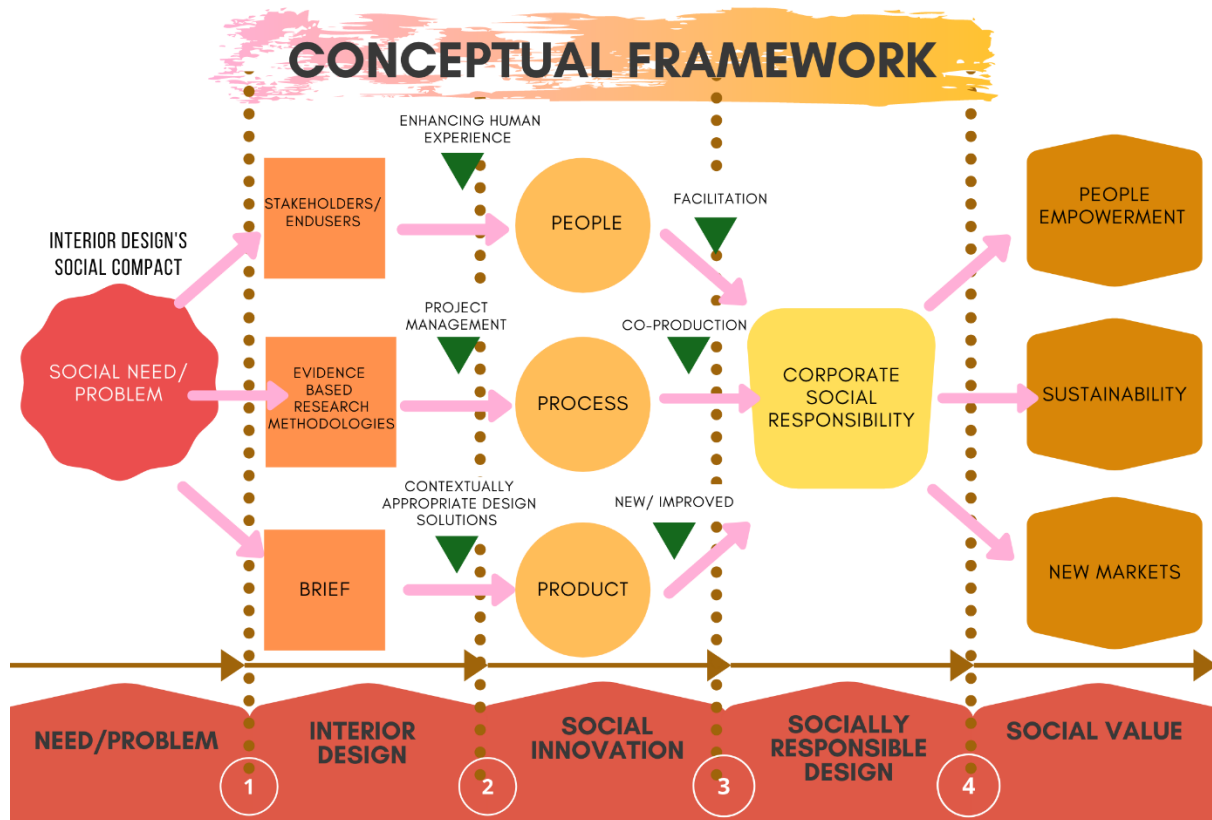 CONCEPTUAL FRAMEWORK
INTERIOR DESIGN'S
SOCIAL COMPACT
SOCIAL NEED/
PROBLEM
STAKEHOLDERS/
ENDUSERS
EVIDENCE
BASED
RESEARCH
METHODOLOGIES
BRIEF
ENHANCING HUMAN
EXPERIENCE
PROJECT
MANAGEMENT
CONTEXTUALLY
APPROPRIATE DESIGN
SOLUTIONS
PEOPLE
PROCESS
PRODUCT
FACILITATION
CO-PRODUCTION
NEW/ IMPROVED
CORPORATE
SOCIAL
RESPONSIBILITY
PEOPLE
EMPOWERMENT
SUSTAINABILITY
NEW MARKETS
NEED/PROBLEM
1
INTERIOR
DESIGN
2
SOCIAL
INNOVATION
3
SOCIALLY
RESPONSIBLE
DESIGN
4
SOCIAL VALUE